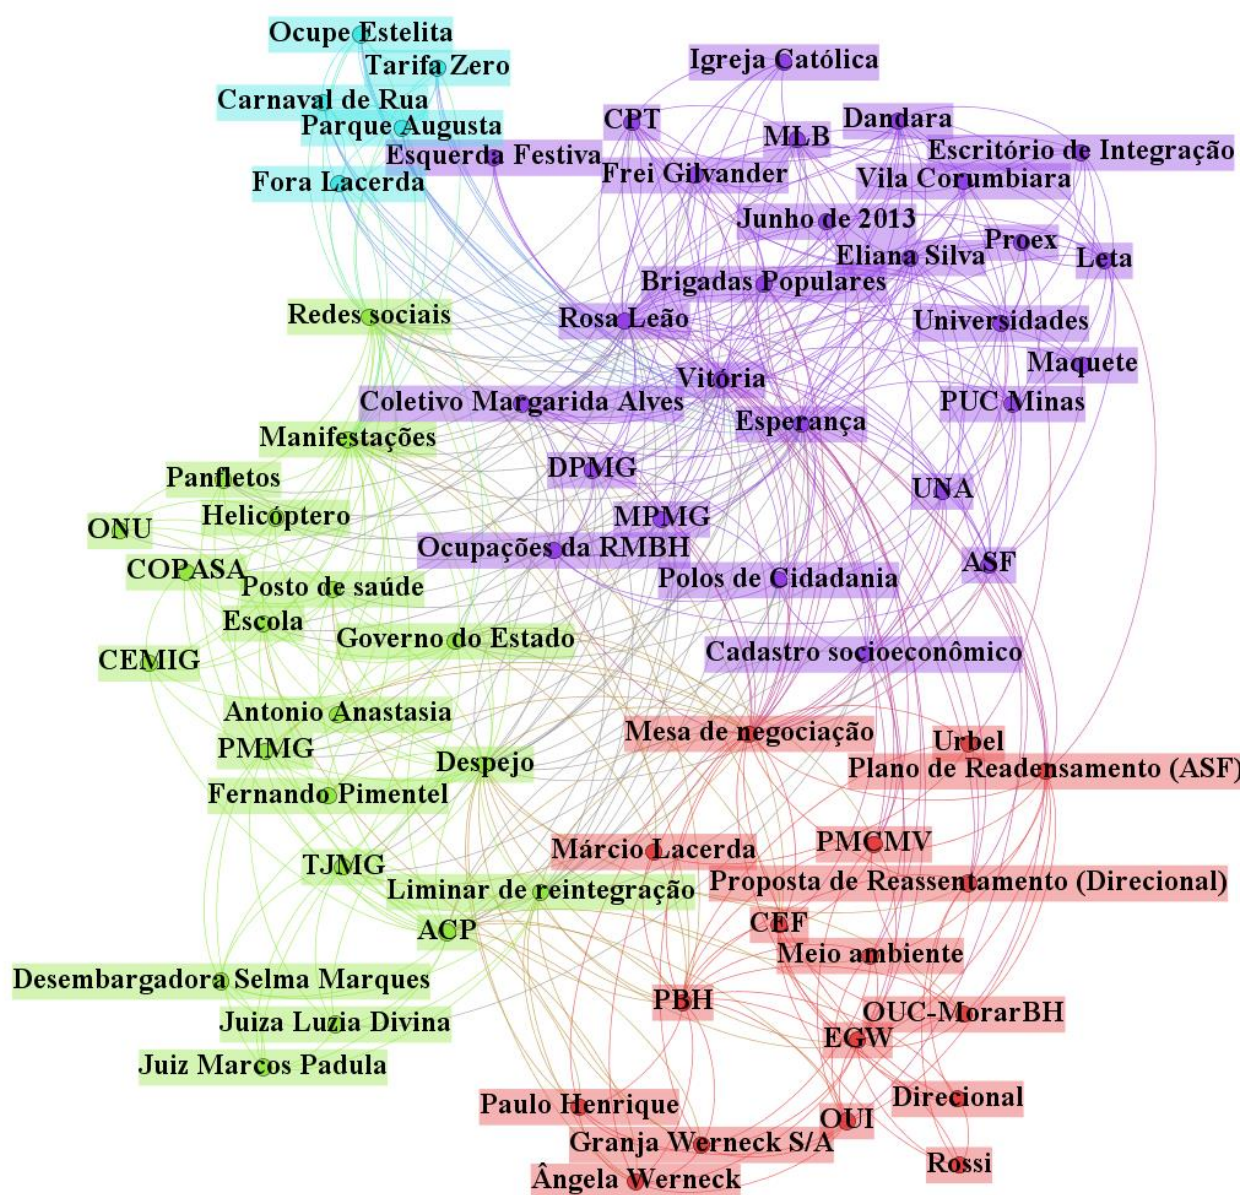 Ocupe Estelita
Tarifa Zero
Carnaval de Rua
Parque Augusta
Esquerda Festiva
Fora Lacerda
Igreja Católica
CPT
MLB
Dandara
Escritório de Integração
Frei Gilvander
Vila Corumbiara
Junho de 2013
Proex
Eliana Silva
Leta
Brigadas Populares
Redes sociais
Rosa Leão
Universidades
Maquete
Vitória
Coletivo Margarida Alves
PUC Minas
Esperança
Manifestações
DPMG
Panfletos
UNA
Helicóptero
MPMG
ONU
Ocupações da RMBH
COPASA
Posto de saúde
Polos de Cidadania
ASF
Escola
Governo do Estado
CEMIG
Cadastro socioeconômico
Antonio Anastasia
Mesa de negociação
PMMG
Despejo
Urbel
Plano de Readensamento (ASF)
Fernando Pimentel
Márcio Lacerda
PMCMV
TJMG
Liminar de reintegração
Proposta de Reassentamento (Direcional)
ACP
CEF
Meio ambiente
Desembargadora Selma Marques
PBH
OUC-MorarBH
Juiza Luzia Divina
EGW
Juiz Marcos Padula
Paulo Henrique
Direcional
OUI
Granja Werneck S/A
Rossi
Ângela Werneck